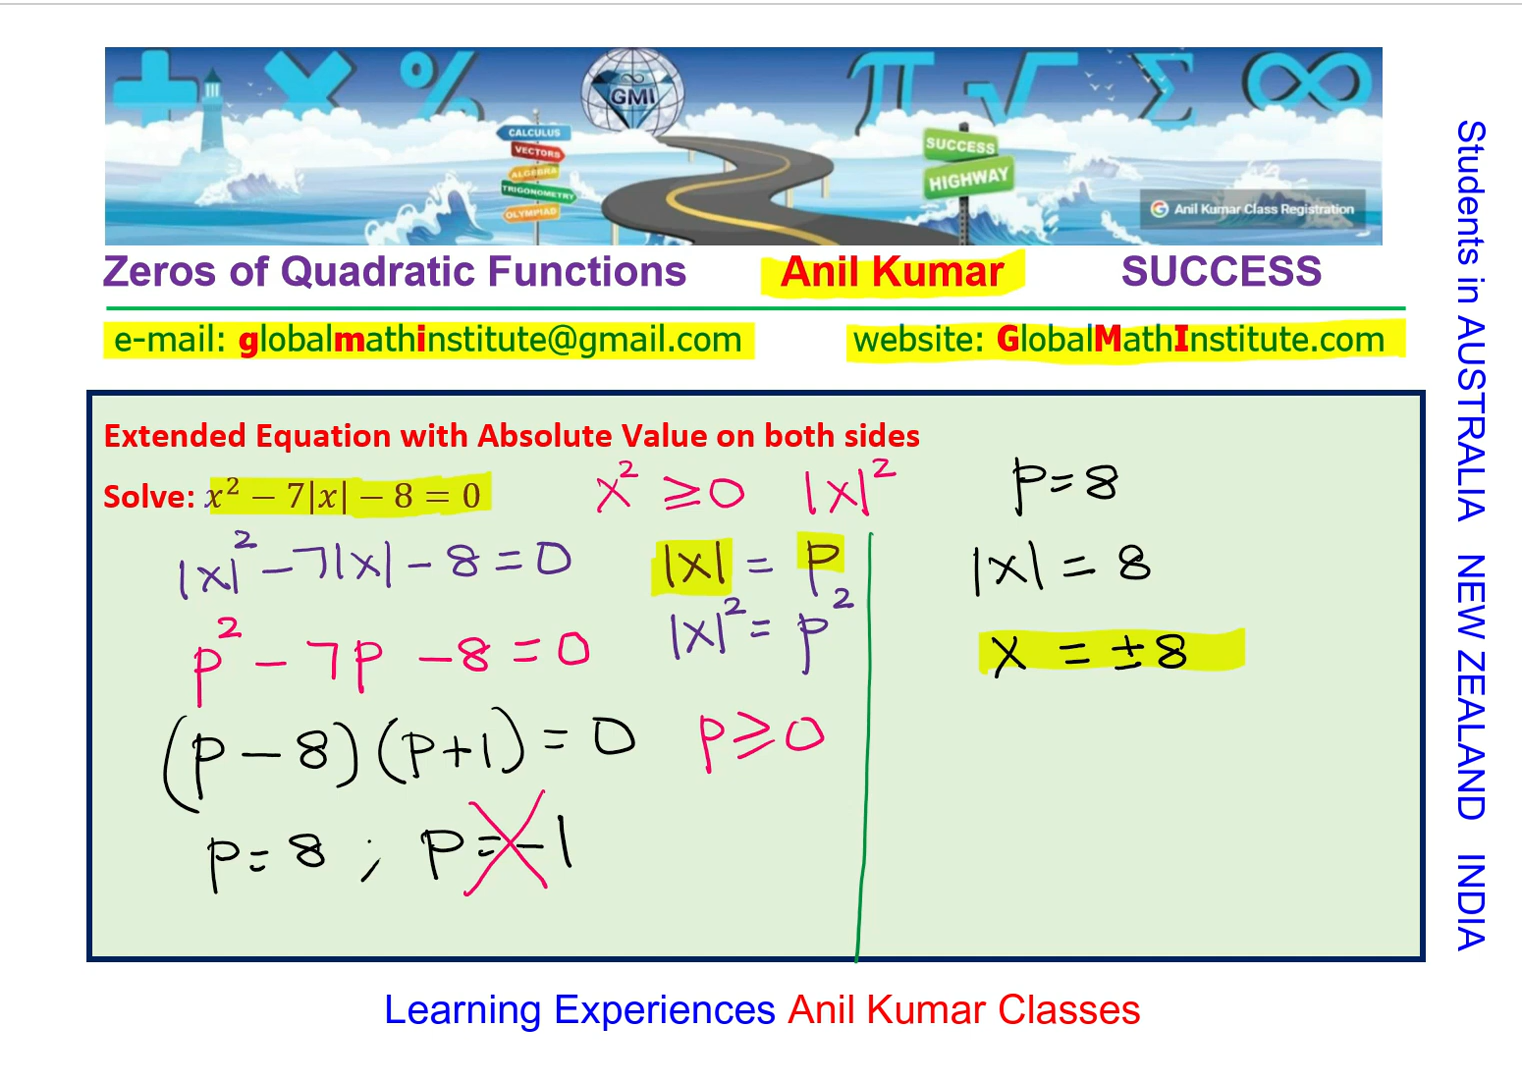 GMI
CALCULUS
VECTORS
ALGEBRA
TRIGONOMETRY
OLYMPIAD
SUCCESS
HIGHWAY
Anil Kumar Class Registration
Zeros of Quadratic Functions Anil Kumar SUCCESS
e-mail: globalmathinstitute@gmail.com website: GlobalMathInstitute.com
Extended Equation with Absolute Value on both sides
Solve: x² − 7|x| − 8 = 0 x² ≥ 0 |x|²
|x|² − 7|x| − 8 = 0 |x| = p
p² − 7p − 8 = 0 |x|² = p²
(p − 8)(p + 1) = 0 p ≥ 0
p = 8 ; p = −1
p = 8
|x| = 8
x = ±8
Learning Experiences Anil Kumar Classes
Students in AUSTRALIA NEW ZEALAND INDIA